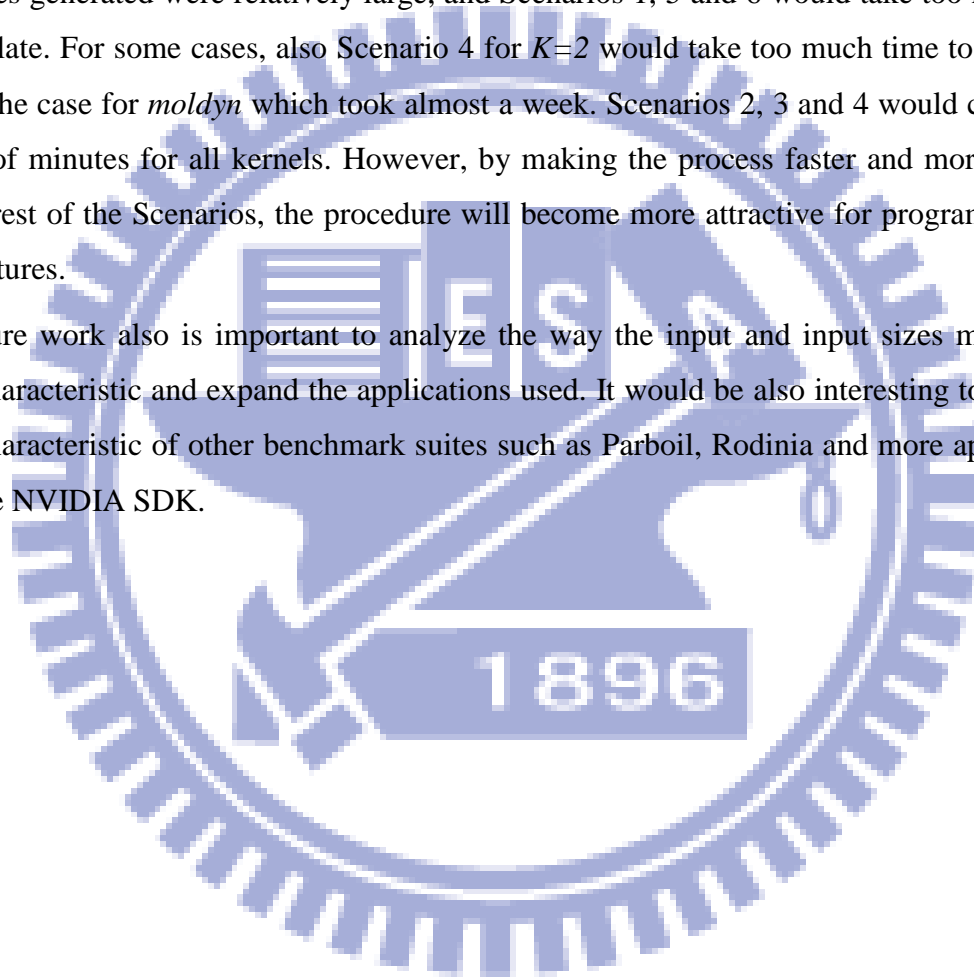 generated were relatively large, and Scenarios 1, 5 and 6 would take too
late. For some cases, also Scenario 4 for K=2 would take too much time to
he case for moldyn which took almost a week. Scenarios 2, 3 and 4 would
of minutes for all kernels. However, by making the process faster and mor
rest of the Scenarios, the procedure will become more attractive for program
tures.
ure work also is important to analyze the way the input and input sizes m
aracteristic and expand the applications used. It would be also interesting to
aracteristic of other benchmark suites such as Parboil, Rodinia and more ap
e NVIDIA SDK.
E S A
1896